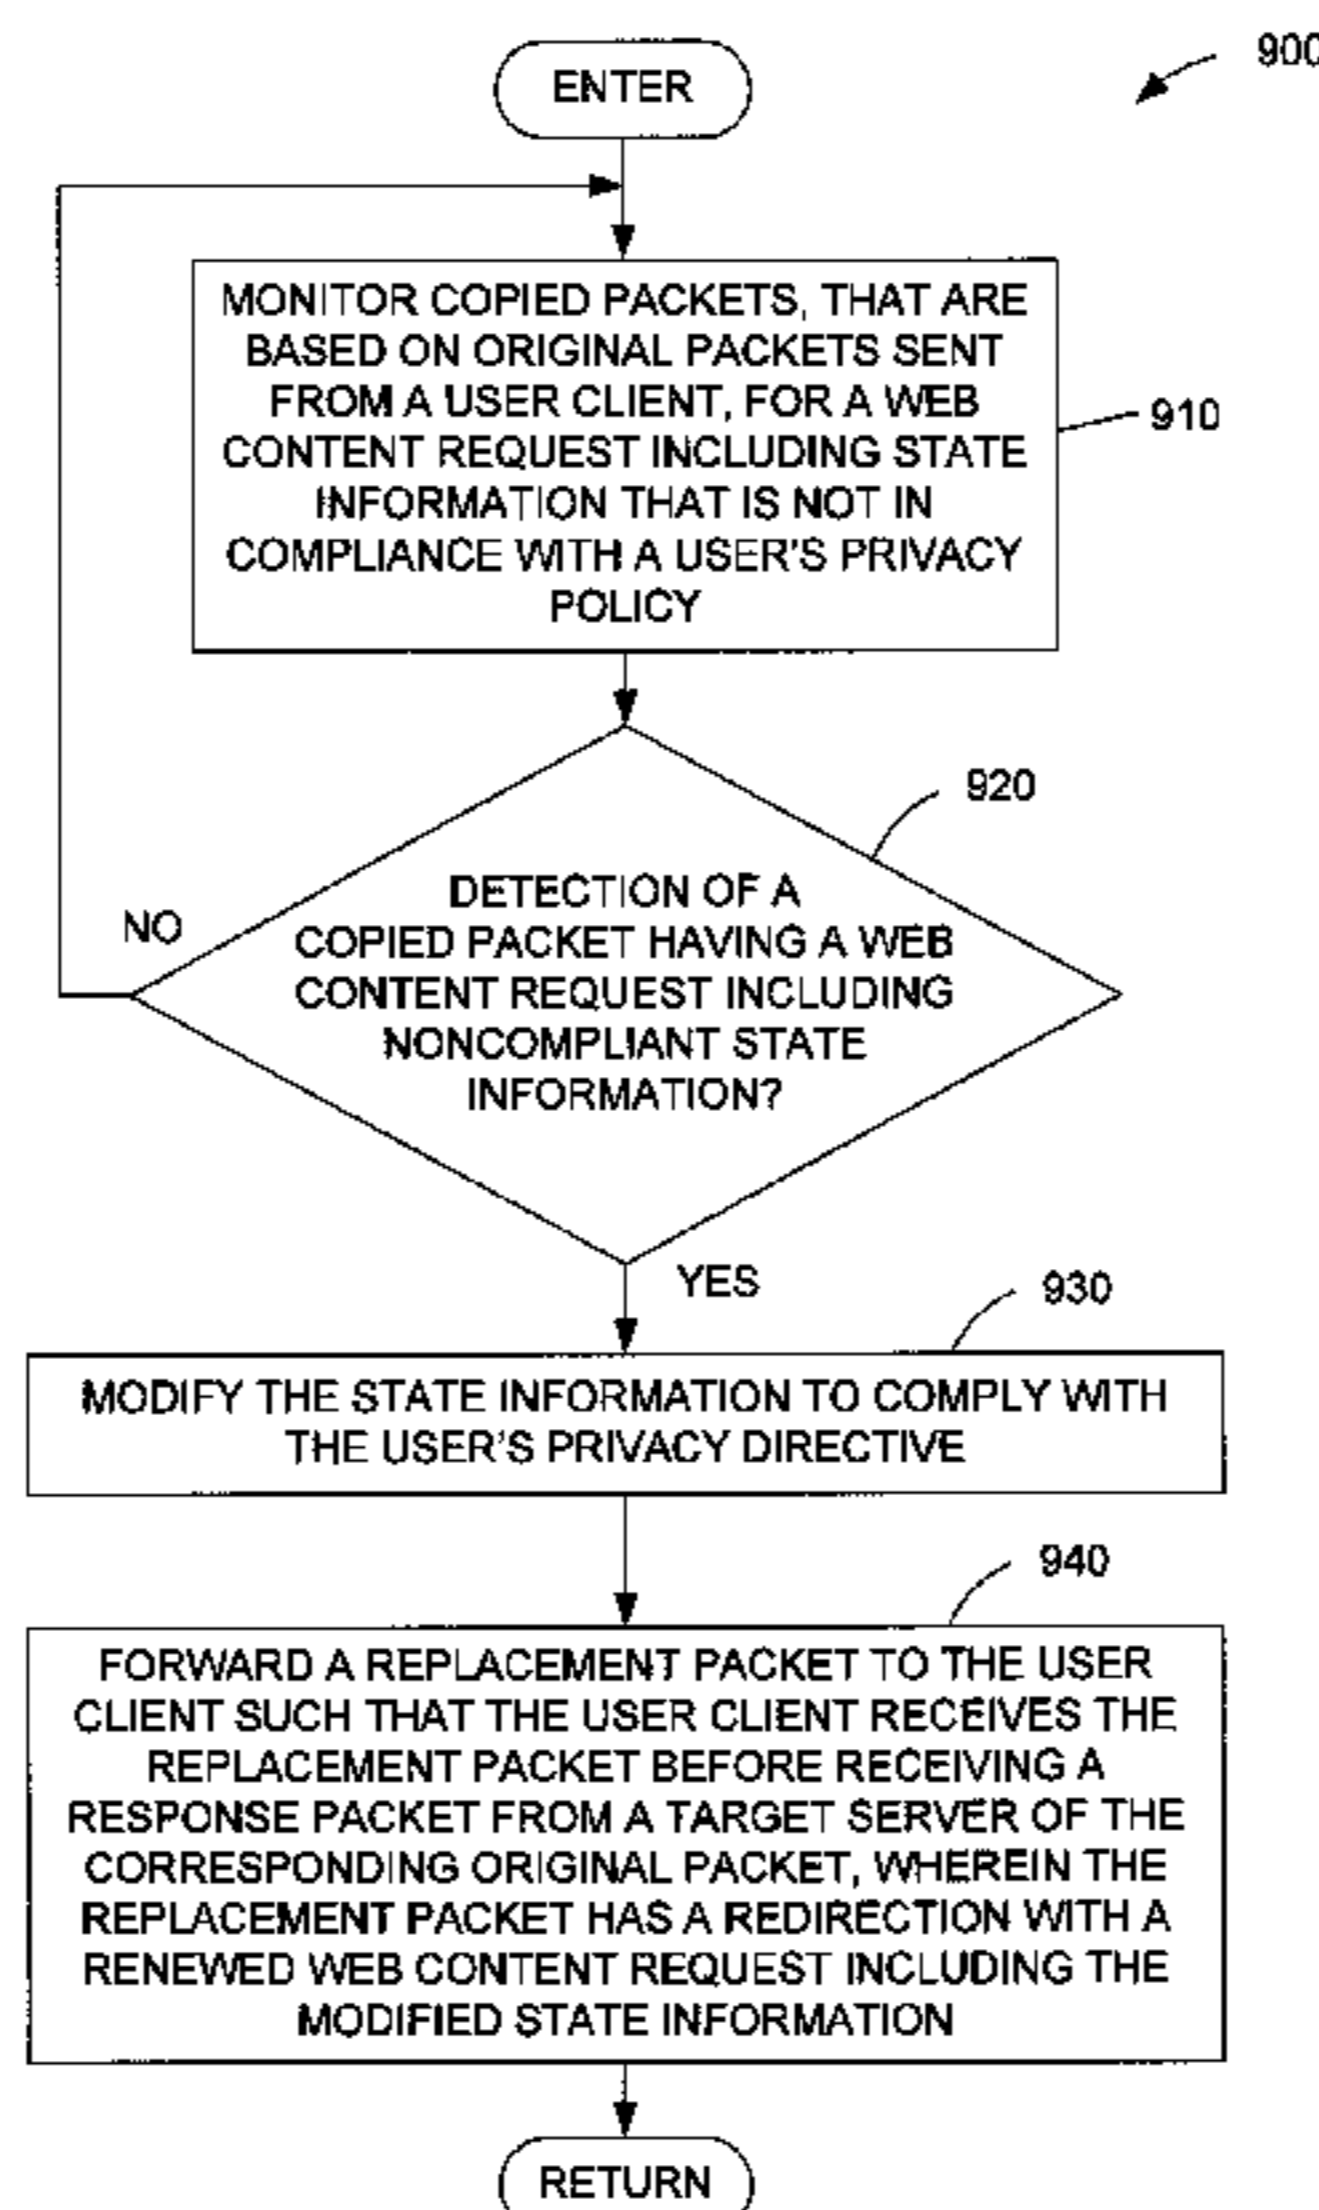 ENTER
900
MONITOR COPIED PACKETS, THAT ARE
BASED ON ORIGINAL PACKETS SENT
FROM A USER CLIENT, FOR A WEB
CONTENT REQUEST INCLUDING STATE
INFORMATION THAT IS NOT IN
COMPLIANCE WITH A USER'S PRIVACY
POLICY
910
920
DETECTION OF A
COPIED PACKET HAVING A WEB
CONTENT REQUEST INCLUDING
NONCOMPLIANT STATE
INFORMATION?
NO
YES
930
MODIFY THE STATE INFORMATION TO COMPLY WITH
THE USER'S PRIVACY DIRECTIVE
940
FORWARD A REPLACEMENT PACKET TO THE USER
CLIENT SUCH THAT THE USER CLIENT RECEIVES THE
REPLACEMENT PACKET BEFORE RECEIVING A
RESPONSE PACKET FROM A TARGET SERVER OF THE
CORRESPONDING ORIGINAL PACKET, WHEREIN THE
REPLACEMENT PACKET HAS A REDIRECTION WITH A
RENEWED WEB CONTENT REQUEST INCLUDING THE
MODIFIED STATE INFORMATION
RETURN